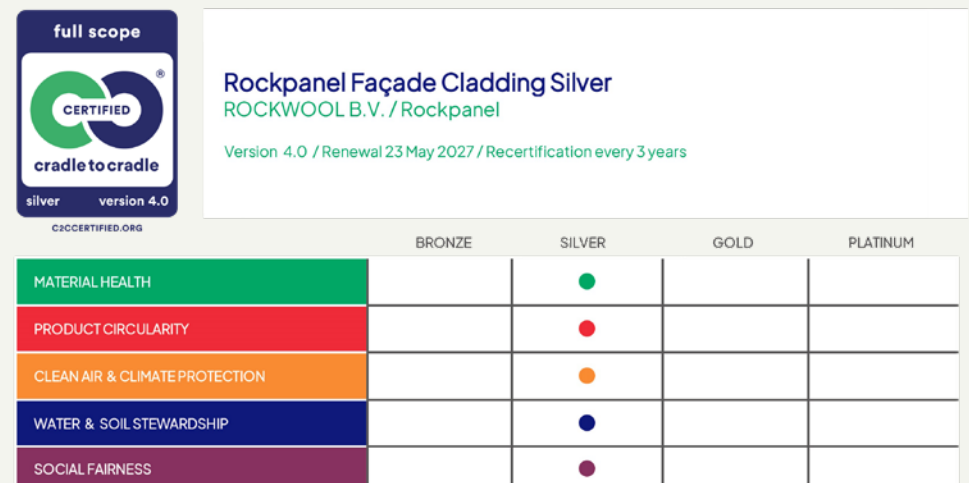 full scope
®
CERTIFIED
cradle to cradle
silver version 4.0
C2CCERTIFIED.ORG
Rockpanel Façade Cladding Silver
ROCKWOOL B.V. / Rockpanel
Version 4.0 / Renewal 23 May 2027 / Recertification every 3 years
BRONZE SILVER GOLD PLATINUM
MATERIAL HEALTH
PRODUCT CIRCULARITY
CLEAN AIR & CLIMATE PROTECTION
WATER & SOIL STEWARDSHIP
SOCIAL FAIRNESS